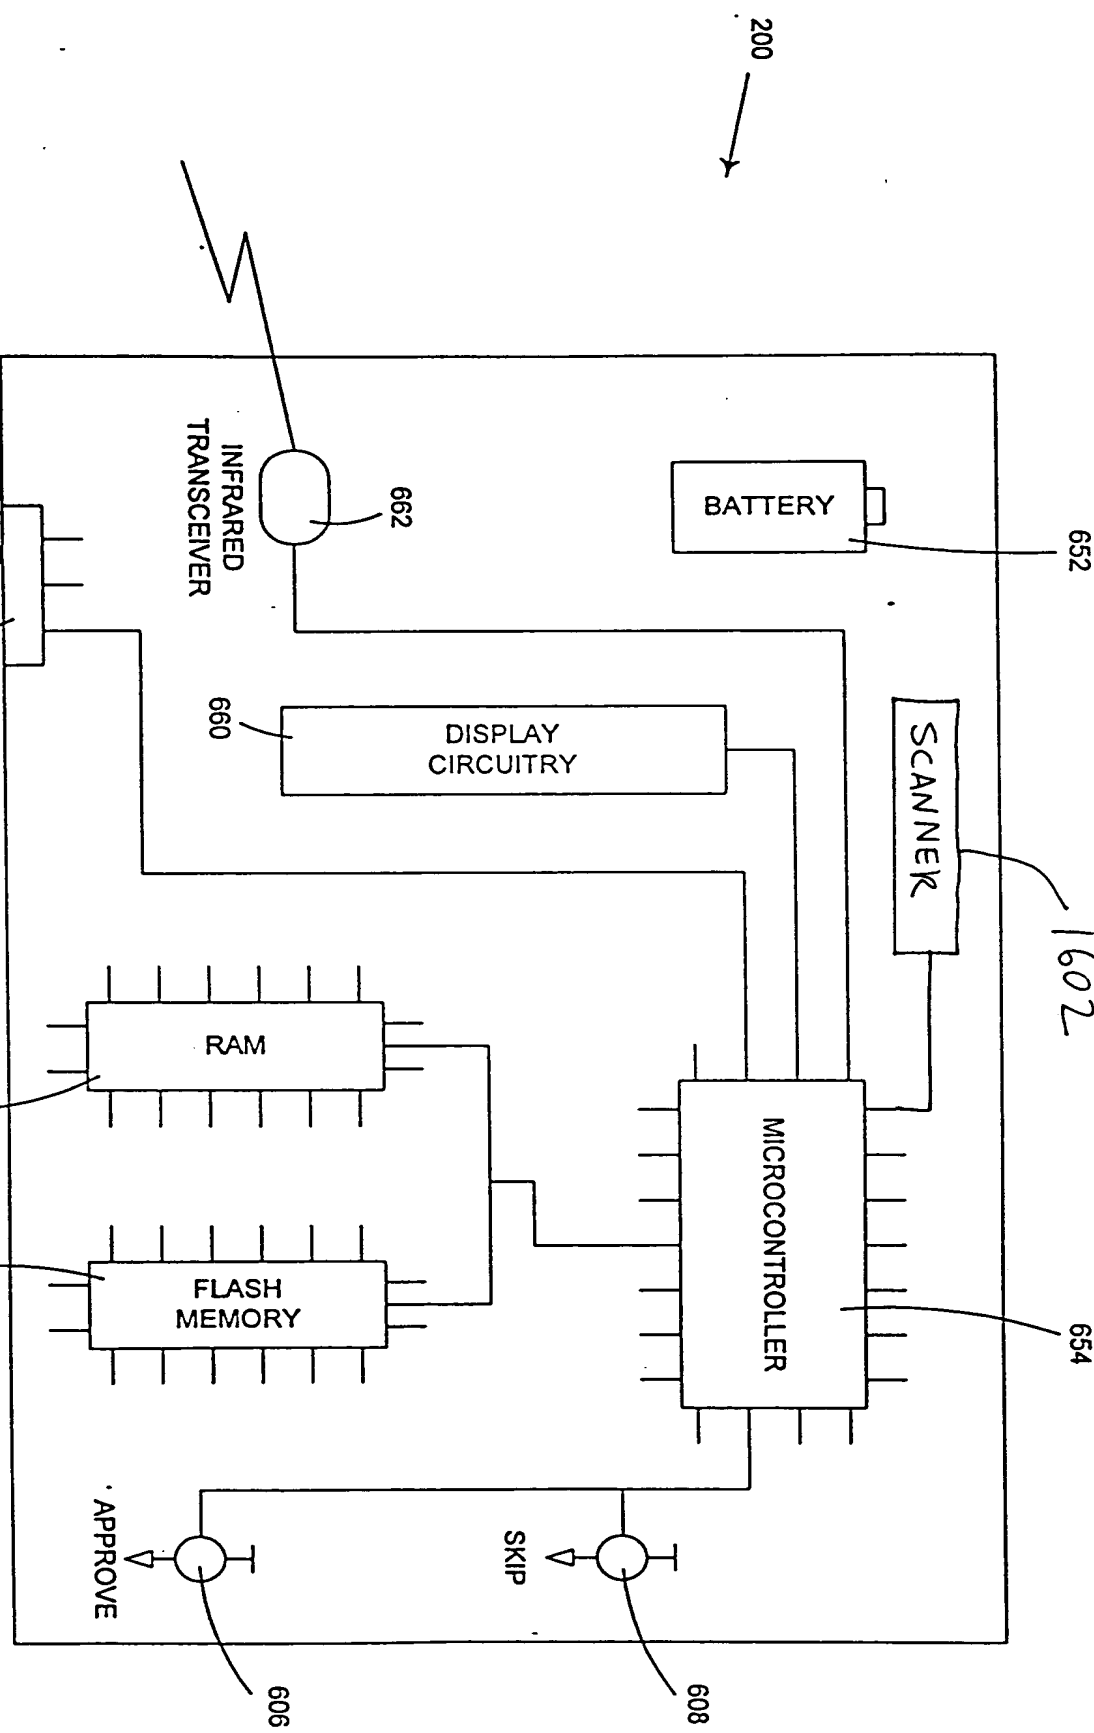 200
652
BATTERY
1602
SCANNER
662
INFRARED
TRANSCEIVER
660
DISPLAY
CIRCUITRY
654
MICROCONTROLLER
RAM
FLASH
MEMORY
608
SKIP
606
APPROVE